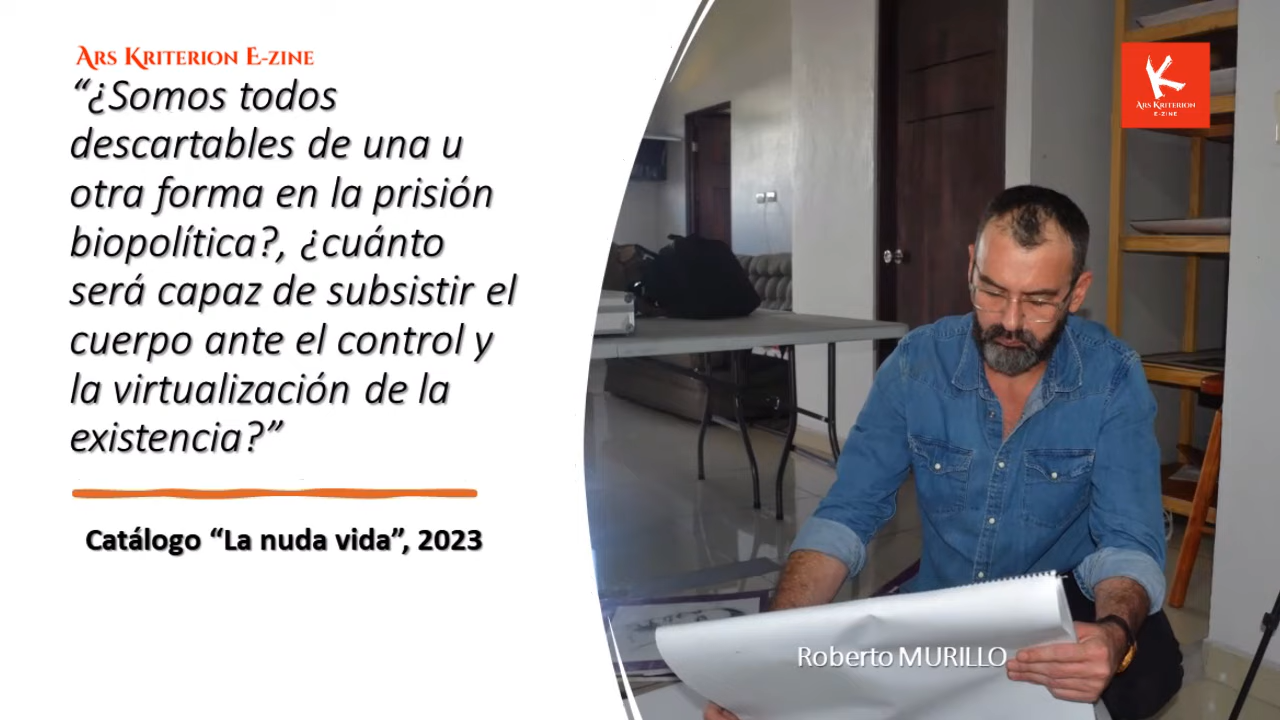 Ars Kriterion E-zine
“¿Somos todos
descartables de una u
otra forma en la prisión
biopolítica?, ¿cuánto
será capaz de subsistir el
cuerpo ante el control y
la virtualización de la
existencia?”
Catálogo “La nuda vida”, 2023
K
Ars Kriterion
E-ZINE
Roberto MURILLO